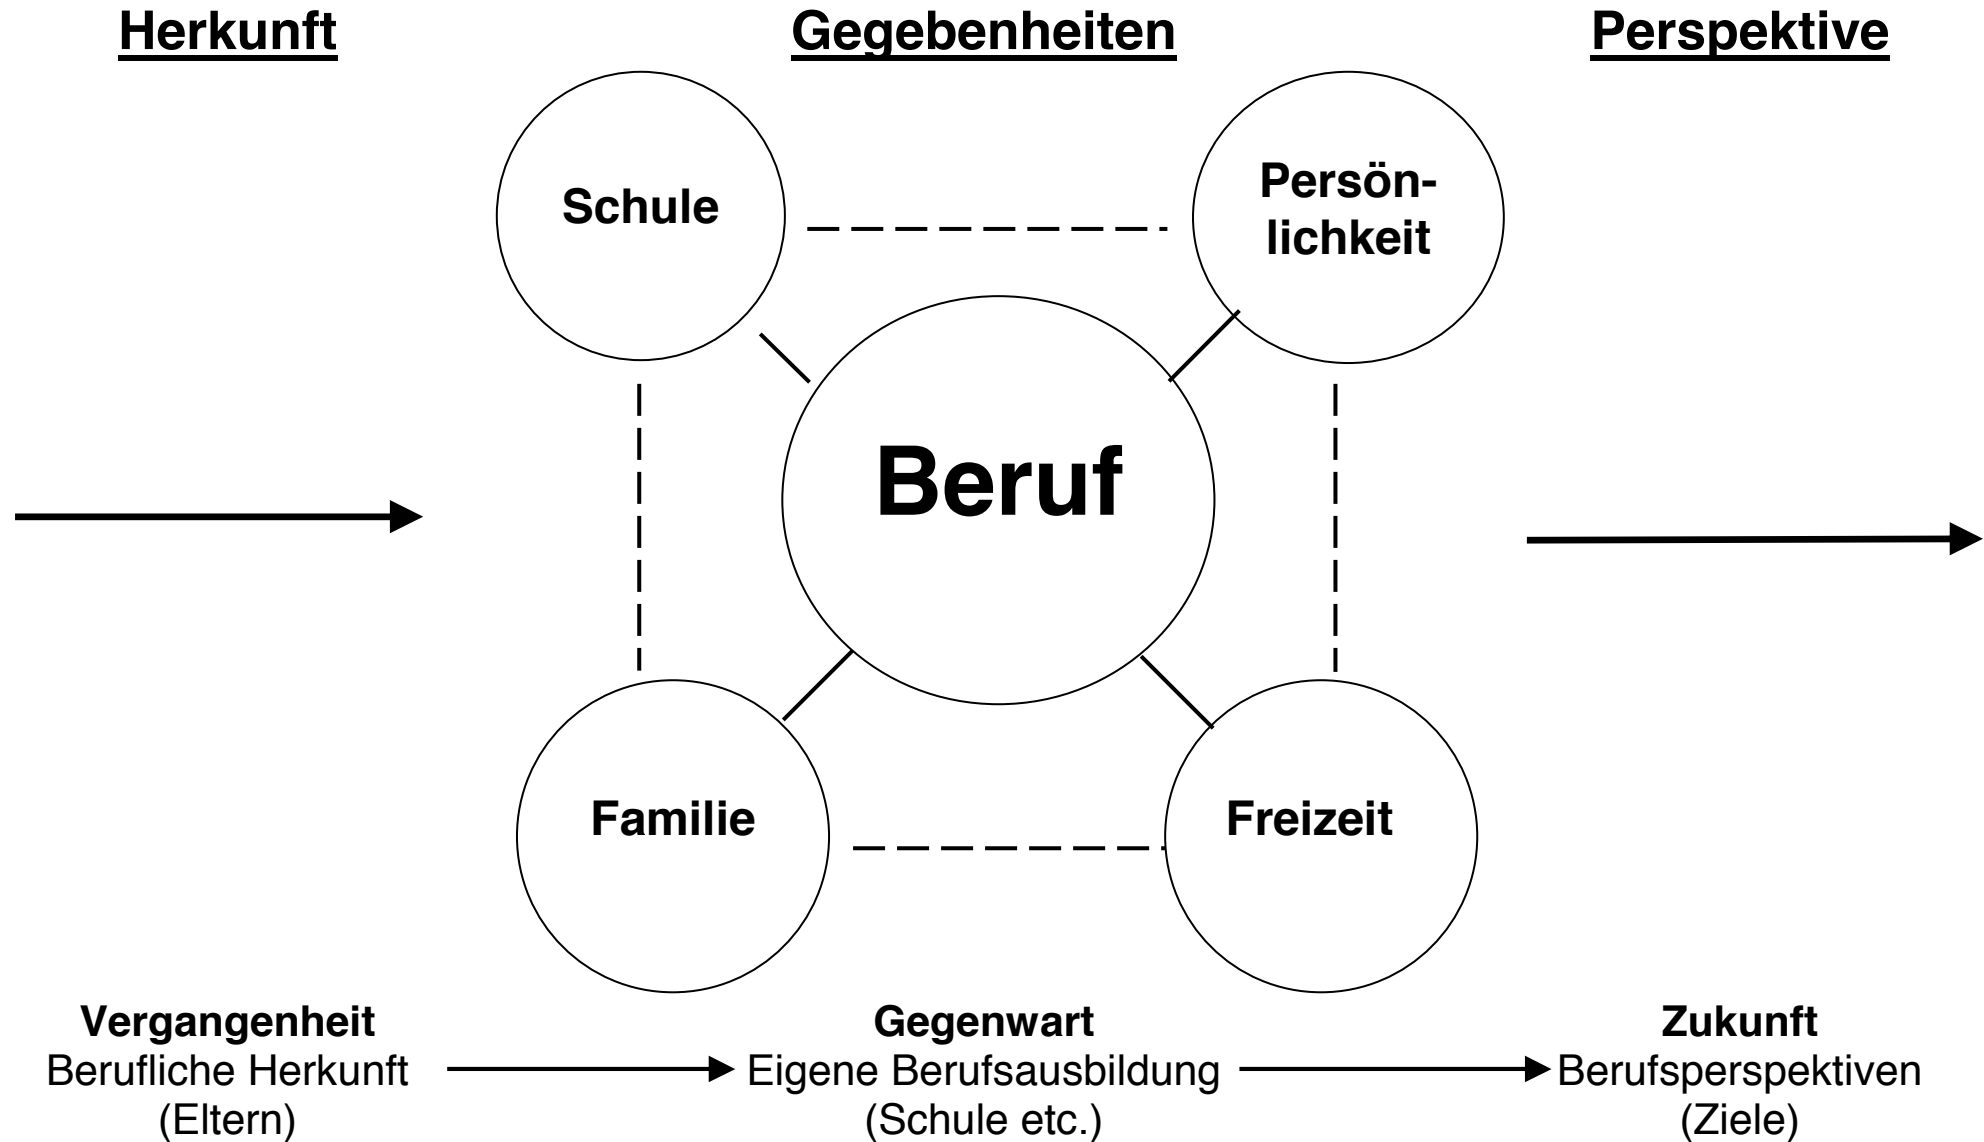 Herkunft
Gegebenheiten
Perspektive
Schule
Persön-
lichkeit
Beruf
Familie
Freizeit
Vergangenheit
Berufliche Herkunft
(Eltern)
Gegenwart
Eigene Berufsausbildung
(Schule etc.)
Zukunft
Berufsperspektiven
(Ziele)